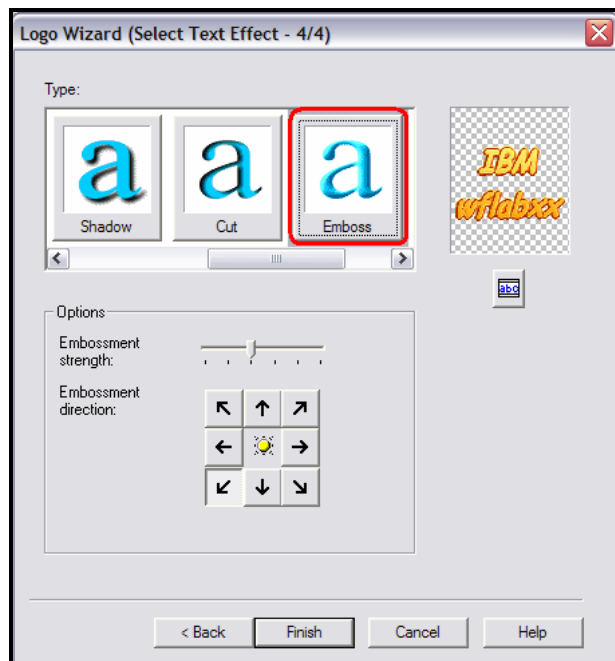 Logo Wizard (Select Text Effect - 4/4)
Type:
a a a
Shadow Cut Emboss
IBM
wflabxx
abc
Options
Embossment
strength:
Embossment
direction:
< Back Finish Cancel Help